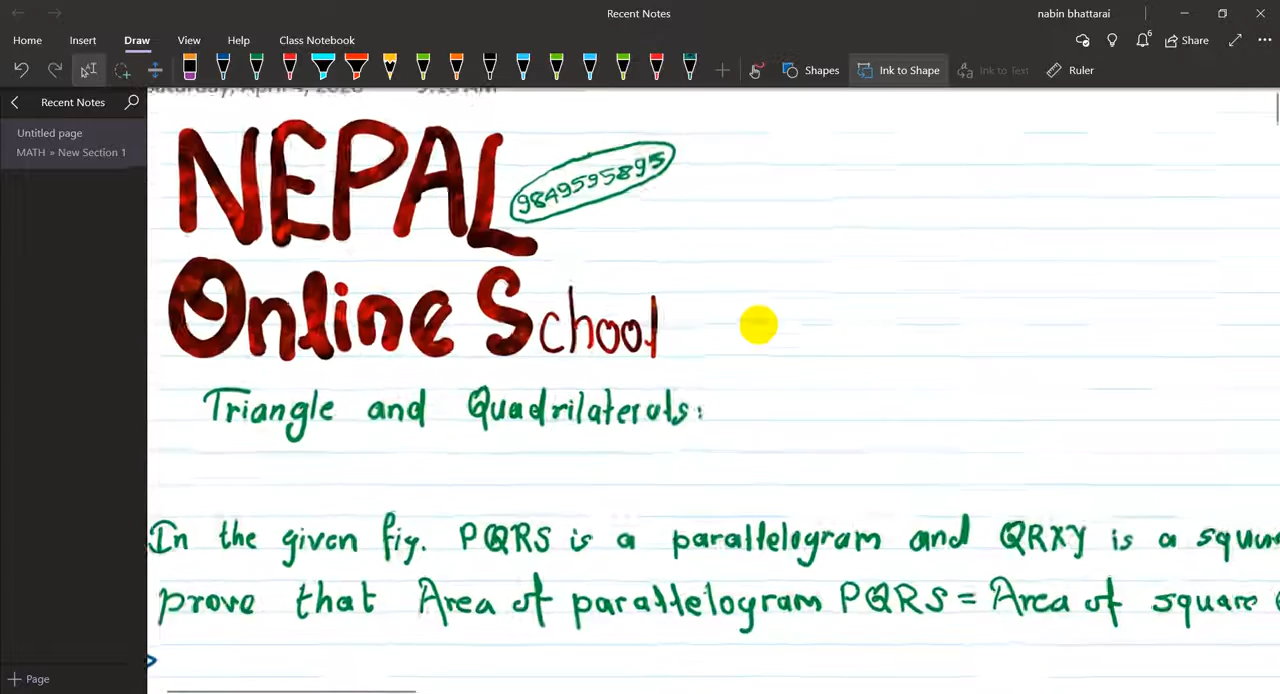 Recent Notes
nabin bhattarai
Home Insert Draw View Help Class Notebook
6
Share
Shapes
Ink to Shape
Ink to Text
Ruler
Recent Notes
Untitled page
MATH » New Section 1
NEPAL
9849595895
Online School
Triangle and Quadrilaterals:
In the given fig. PQRS is a parallelogram and QRXY is a square
prove that Area of parallelogram PQRS = Area of square
Page